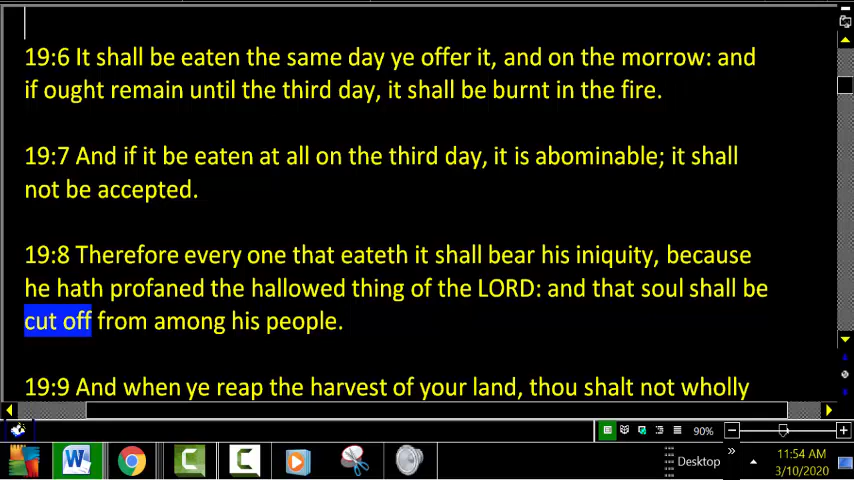 19:6 It shall be eaten the same day ye offer it, and on the morrow: and
if ought remain until the third day, it shall be burnt in the fire.
19:7 And if it be eaten at all on the third day, it is abominable; it shall
not be accepted.
19:8 Therefore every one that eateth it shall bear his iniquity, because
he hath profaned the hallowed thing of the LORD: and that soul shall be
cut off from among his people.
19:9 And when ye reap the harvest of your land, thou shalt not wholly
90%
Desktop
11:54 AM
3/10/2020